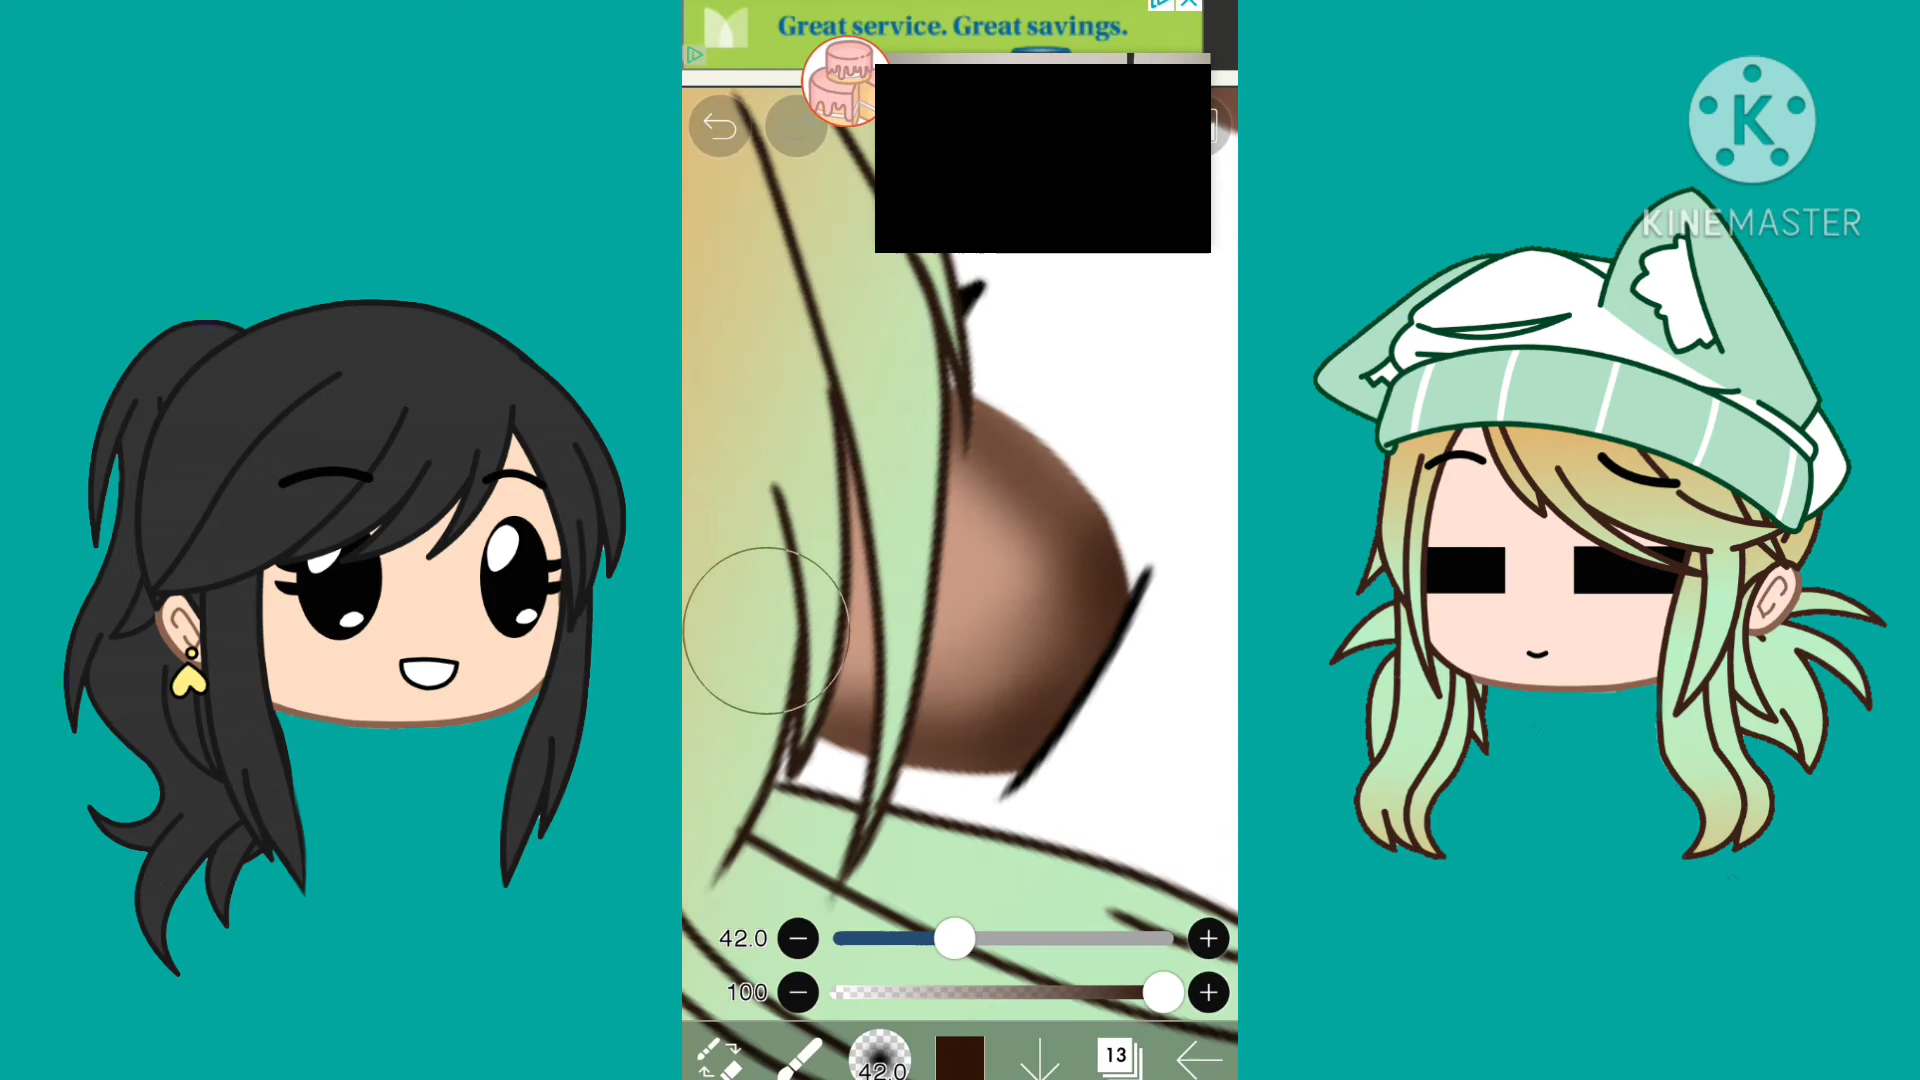 Great service. Great savings.
K
KINEMASTER
42.0
100
42.0
13